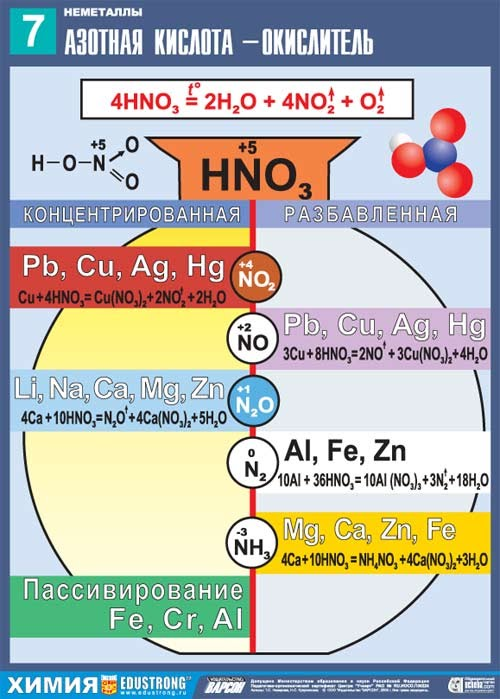 7
НЕМЕТАЛЛЫ
АЗОТНАЯ КИСЛОТА – ОКИСЛИТЕЛЬ
4HNO₃ t°= 2H₂O + 4NO₂↑ + O₂↑
+5
H–O–N
O
O
+5
HNO₃
КОНЦЕНТРИРОВАННАЯ
РАЗБАВЛЕННАЯ
Pb, Cu, Ag, Hg
Cu+4HNO₃=Cu(NO₃)₂+2NO₂↑+2H₂O
+4
NO₂
+2
NO
Pb, Cu, Ag, Hg
3Cu+8HNO₃=2NO↑+3Cu(NO₃)₂+4H₂O
Li, Na, Ca, Mg, Zn
4Ca+10HNO₃=N₂O↑+4Ca(NO₃)₂+5H₂O
+1
N₂O
0
N₂
Al, Fe, Zn
10Al + 36HNO₃=10Al (NO₃)₃+3N₂↑+18H₂O
-3
NH₃
Mg, Ca, Zn, Fe
4Ca+10HNO₃=NH₄NO₃ +4Ca(NO₃)₂+3H₂O
Пассивирование
Fe, Cr, Al
ХИМИЯ
EDUSTRONG
www.edustrong.ru
ВАРСОН